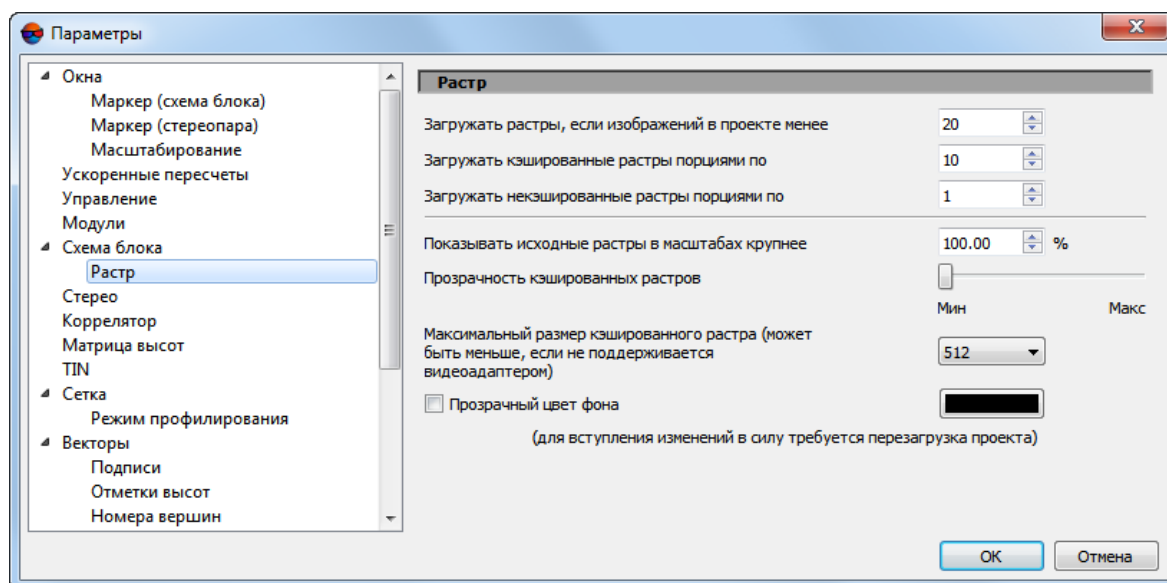 Параметры
Окна
Маркер (схема блока)
Маркер (стереопара)
Масштабирование
Ускоренные пересчеты
Управление
Модули
Схема блока
Растр
Стерео
Коррелятор
Матрица высот
TIN
Сетка
Режим профилирования
Векторы
Подписи
Отметки высот
Номера вершин
Растр
Загружать растры, если изображений в проекте менее 20
Загружать кэшированные растры порциями по 10
Загружать некэшированные растры порциями по 1
Показывать исходные растры в масштабах крупнее 100.00 %
Прозрачность кэшированных растров
Мин Макс
Максимальный размер кэшированного растра (может
быть меньше, если не поддерживается 512
видеоадаптером)
Прозрачный цвет фона
(для вступления изменений в силу требуется перезагрузка проекта)
OK Отмена